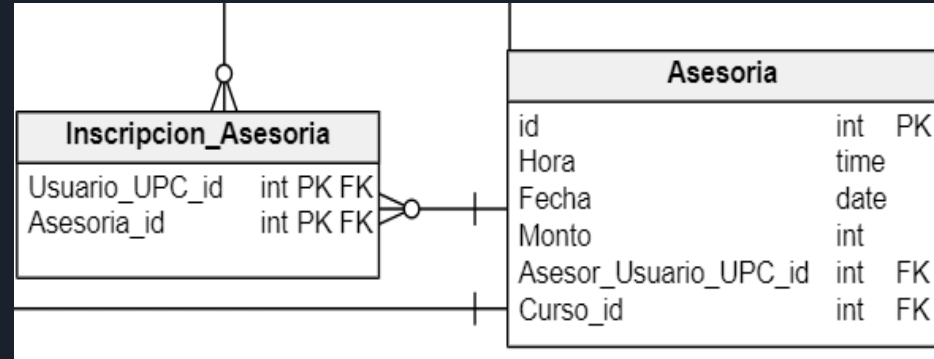 Inscripcion_Asesoria
Usuario_UPC_id int PK FK
Asesoria_id int PK FK
Asesoria
id int PK
Hora time
Fecha date
Monto int
Asesor_Usuario_UPC_id int FK
Curso_id int FK